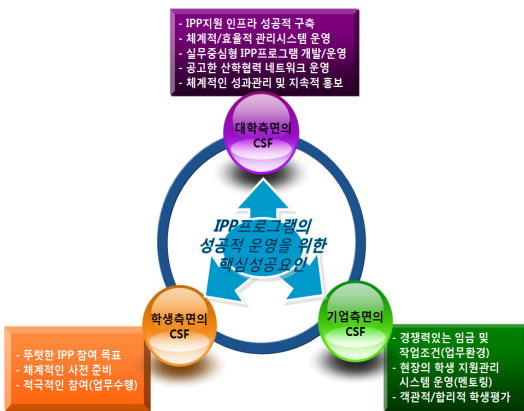 - IPP지원 인프라 성공적 구축
- 체계적/효율적 관리시스템 운영
- 실무중심형 IPP프로그램 개발/운영
- 공고한 산학협력 네트워크 운영
- 체계적인 성과관리 및 지속적 홍보
대학측면의
CSF
IPP프로그램의
성공적 운영을 위한
핵심성공요인
학생측면의
CSF
기업측면의
CSF
- 뚜렷한 IPP 참여 목표
- 체계적인 사전 준비
- 적극적인 참여(업무수행)
- 경쟁력있는 임금 및
작업조건(업무환경)
- 현장의 학생 지원관리
시스템 운영(멘토링)
- 객관적/합리적 학생평가